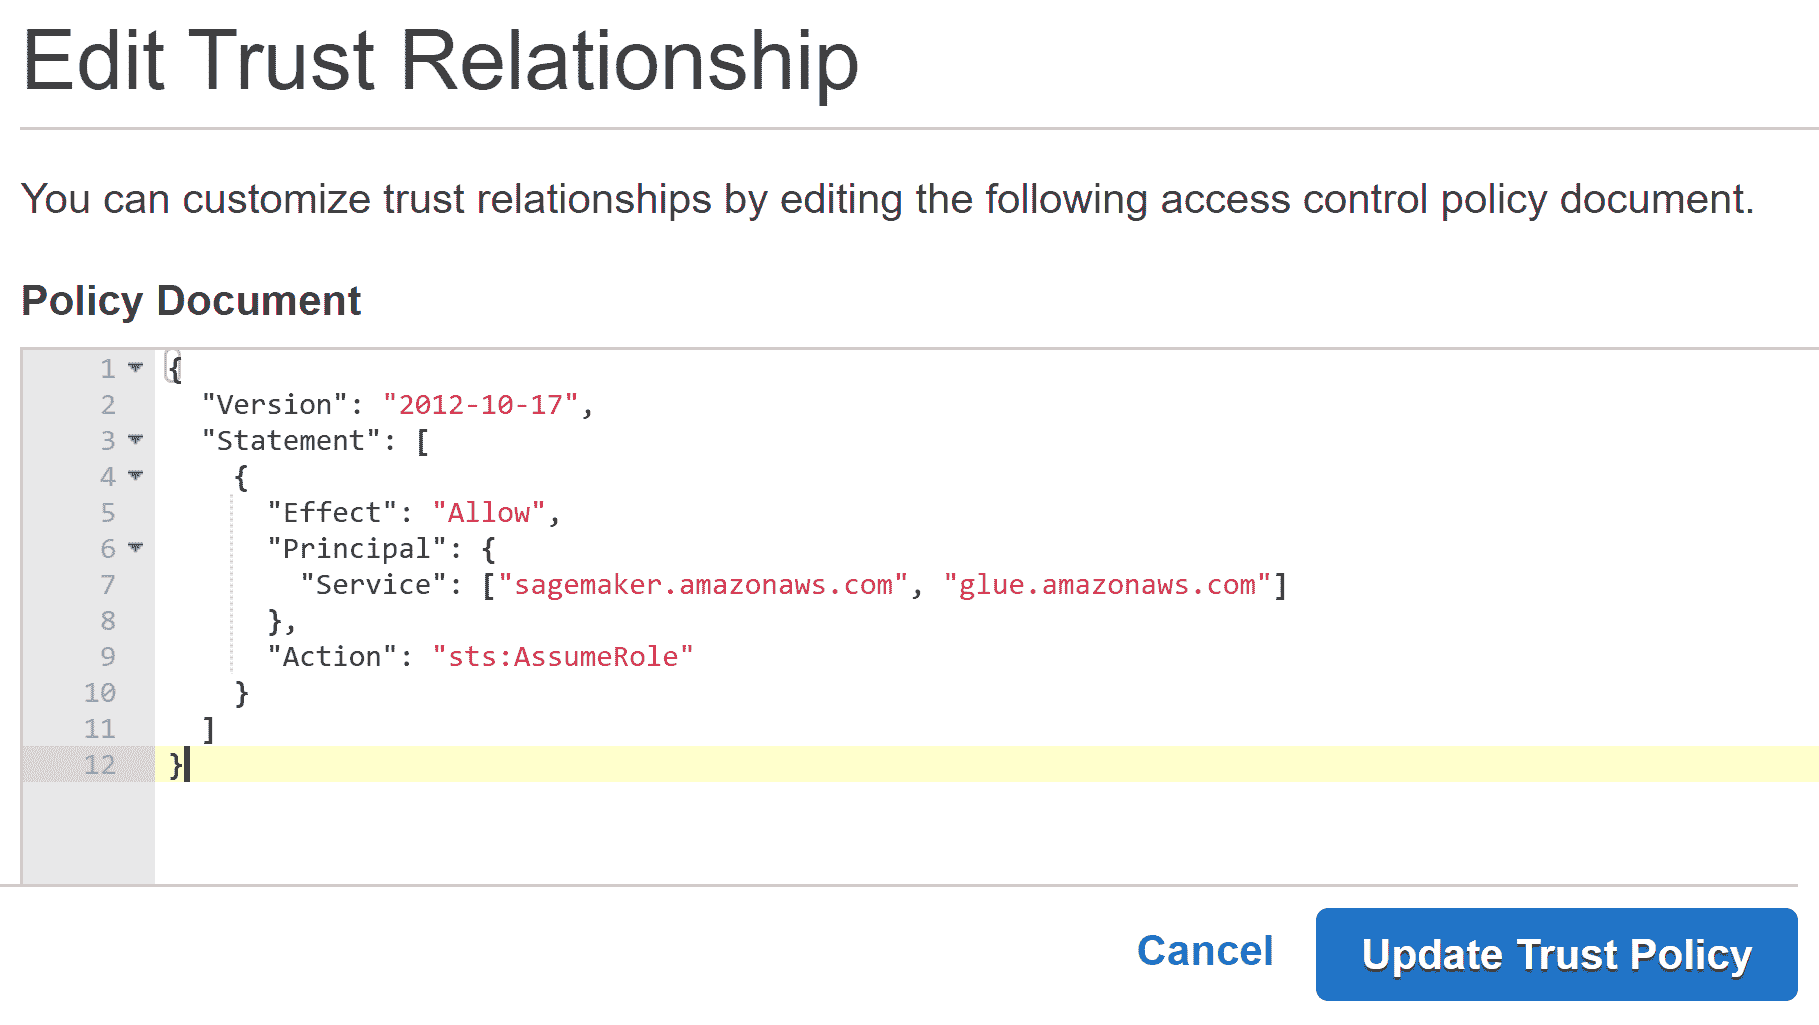 Edit Trust Relationship
You can customize trust relationships by editing the following access control policy document.
Policy Document
1 {
2 "Version": "2012-10-17",
3 "Statement": [
4 {
5 "Effect": "Allow",
6 "Principal": {
7 "Service": ["sagemaker.amazonaws.com", "glue.amazonaws.com"]
8 },
9 "Action": "sts:AssumeRole"
10 }
11 ]
12 }
Cancel Update Trust Policy